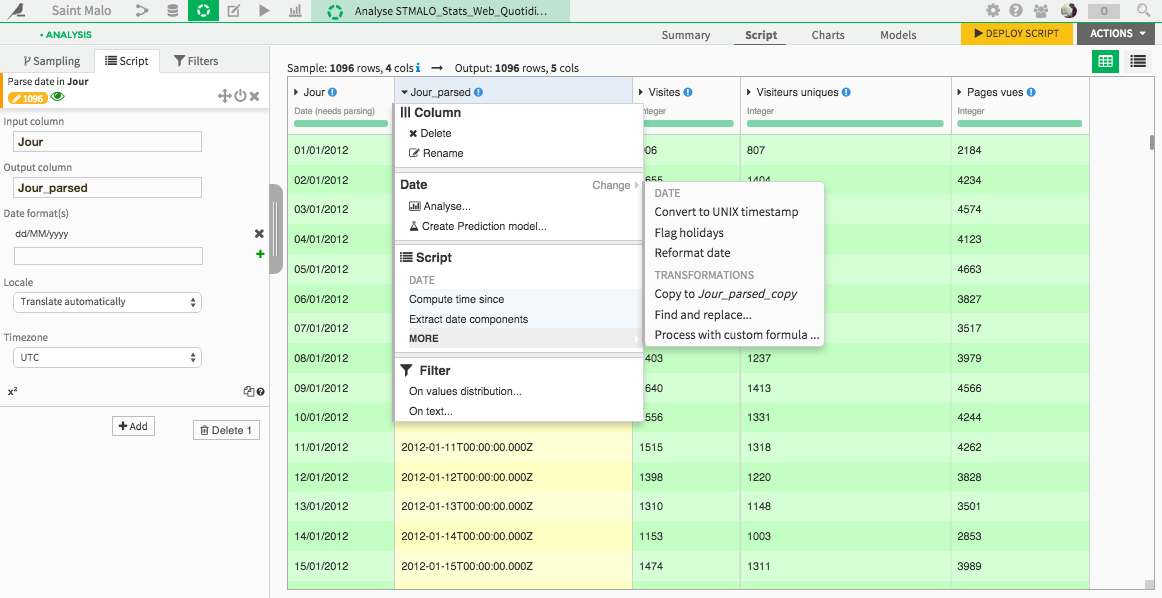 Saint Malo
Analyse STMALO_Stats_Web_Quotidi...
0
ANALYSIS
Summary
Script
Charts
Models
DEPLOY SCRIPT
ACTIONS
Sampling
Script
Filters
Parse date in Jour
1096
Input column
Jour
Output column
Jour_parsed
Date format(s)
dd/MM/yyyy
Locale
Translate automatically
Timezone
UTC
x²
Add
Delete 1
Sample: 1096 rows, 4 cols → Output: 1096 rows, 5 cols
Jour
Jour_parsed
Visites
Visiteurs uniques
Pages vues
Date (needs parsing)
nteger
Integer
Integer
Column
Delete
Rename
Date
Change
Analyse...
Create Prediction model...
Script
DATE
Compute time since
Extract date components
MORE
Filter
On values distribution...
On text...
DATE
Convert to UNIX timestamp
Flag holidays
Reformat date
TRANSFORMATIONS
Copy to Jour_parsed_copy
Find and replace...
Process with custom formula ...
01/01/2012 06 807 2184
02/01/2012 655 1404 4234
03/01/2012 4574
04/01/2012 4123
05/01/2012 4663
06/01/2012 3827
07/01/2012 3517
08/01/2012 403 1237 3979
09/01/2012 640 1413 4566
10/01/2012 556 1331 4244
11/01/2012 2012-01-11T00:00:00.000Z 1515 1318 4262
12/01/2012 2012-01-12T00:00:00.000Z 1398 1220 3828
13/01/2012 2012-01-13T00:00:00.000Z 1310 1148 3501
14/01/2012 2012-01-14T00:00:00.000Z 1153 1003 2853
15/01/2012 2012-01-15T00:00:00.000Z 1474 1311 3989